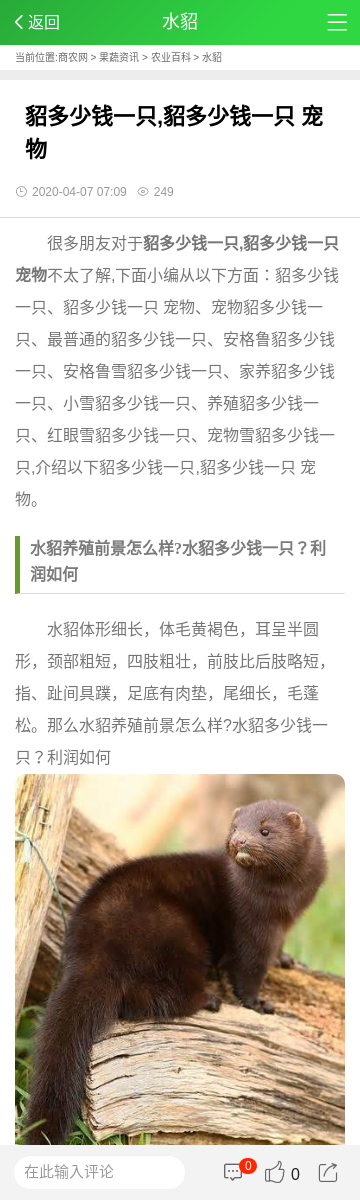 返回
水貂
当前位置:商农网 > 果蔬资讯 > 农业百科 > 水貂
貂多少钱一只,貂多少钱一只 宠
物
2020-04-07 07:09
249
很多朋友对于貂多少钱一只,貂多少钱一只
宠物不太了解,下面小编从以下方面：貂多少钱
一只、貂多少钱一只 宠物、宠物貂多少钱一
只、最普通的貂多少钱一只、安格鲁貂多少钱
一只、安格鲁雪貂多少钱一只、家养貂多少钱
一只、小雪貂多少钱一只、养殖貂多少钱一
只、红眼雪貂多少钱一只、宠物雪貂多少钱一
只,介绍以下貂多少钱一只,貂多少钱一只 宠
物。
水貂养殖前景怎么样?水貂多少钱一只？利
润如何
水貂体形细长，体毛黄褐色，耳呈半圆
形，颈部粗短，四肢粗壮，前肢比后肢略短，
指、趾间具蹼，足底有肉垫，尾细长，毛蓬
松。那么水貂养殖前景怎么样?水貂多少钱一
只？利润如何
在此输入评论
0
0